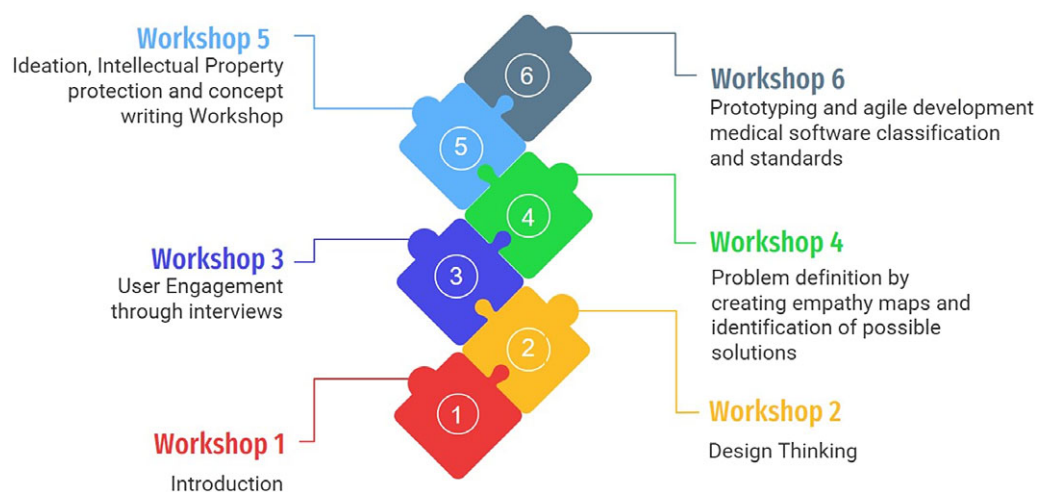 Workshop 5
Ideation, Intellectual Property
protection and concept
writing Workshop
6
Workshop 6
Prototyping and agile development
medical software classification
and standards
5
4
Workshop 3
User Engagement
through interviews
3
Workshop 4
Problem definition by
creating empathy maps and
identification of possible
solutions
2
Workshop 1
Introduction
1
Workshop 2
Design Thinking